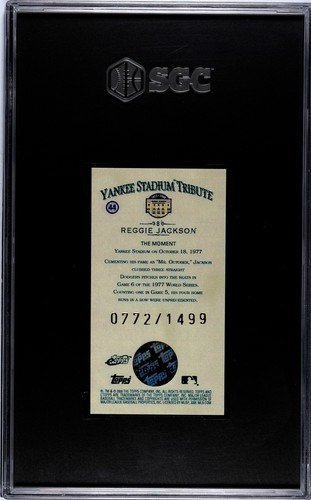 SGC
YANKEE STADIUM TRIBUTE
44
8
REGGIE JACKSON
THE MOMENT
YANKEE STADIUM ON OCTOBER 18, 1977
CEMENTING HIS FAME AS "MR. OCTOBER," JACKSON
CLUBBED THREE STRAIGHT
DODGERS PITCHES INTO THE SEATS IN
GAME 6 OF THE 1977 WORLD SERIES.
COUNTING ONE IN GAME 5, HIS FOUR HOME
RUNS IN A ROW WERE UNPRECEDENTED.
0772/1499
Topps
Topps